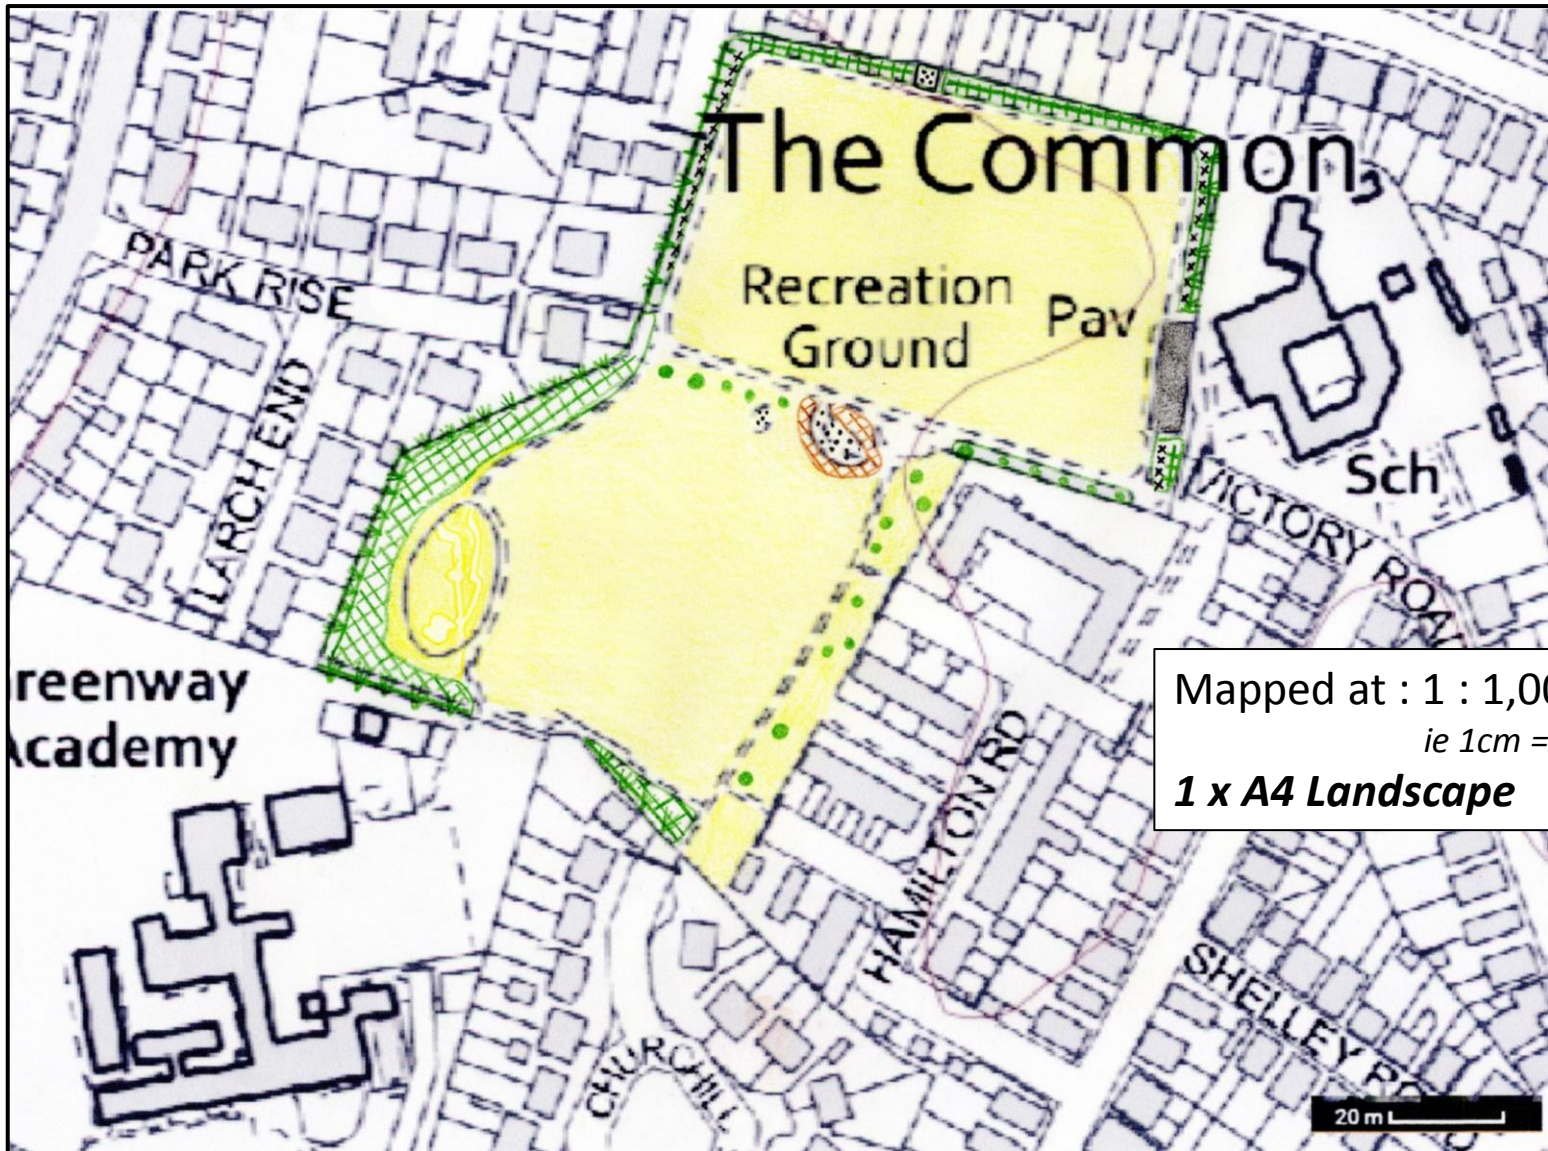 The Common
Recreation
Ground
Pav
PARK RISE
LARCH END
Sch
VICTORY ROA
reenway
cademy
Mapped at : 1 : 1,00
ie 1cm =
1 x A4 Landscape
HAMILTON RD
SHELLEY
CHURCHILL
20 m